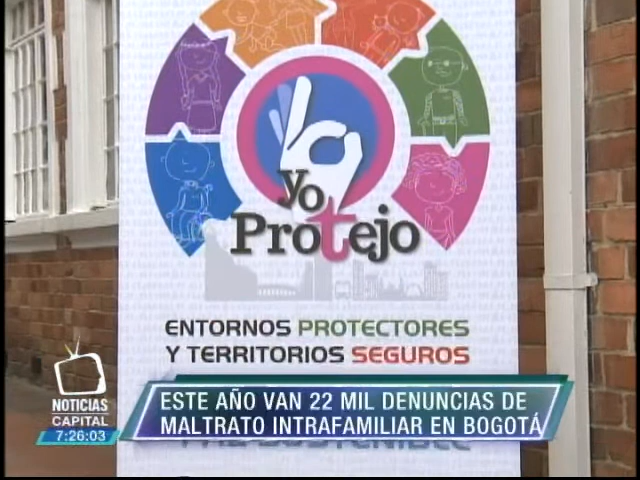 Yo
Protejo
ENTORNOS PROTECTORES
Y TERRITORIOS SEGUROS
ESTE AÑO VAN 22 MIL DENUNCIAS DE
MALTRATO INTRAFAMILIAR EN BOGOTÁ
NOTICIAS
CAPITAL
7:26:03